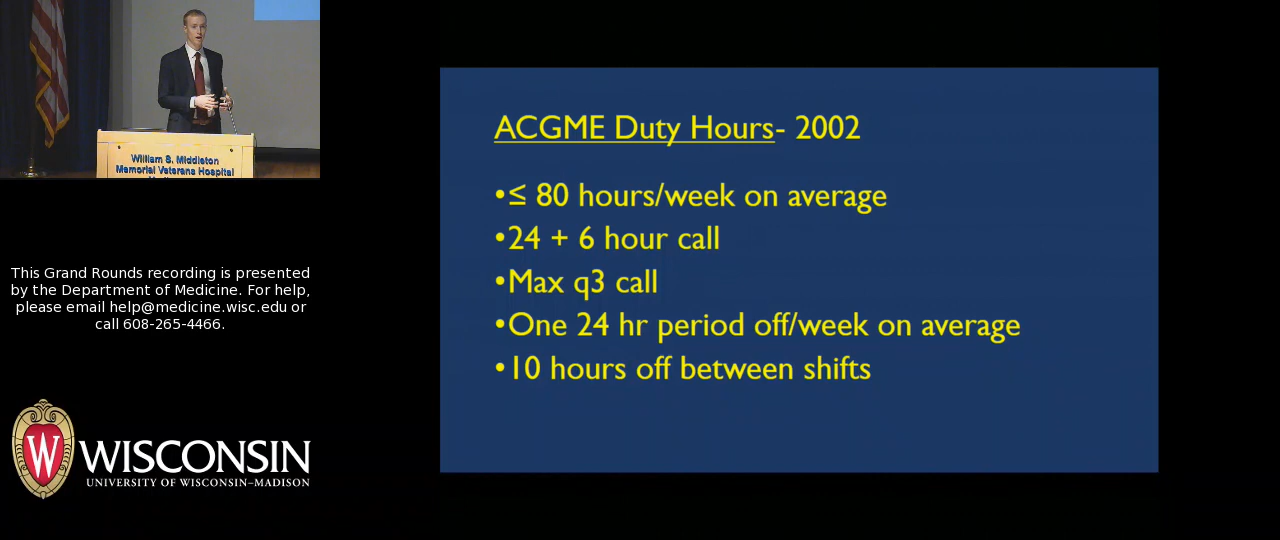 William S. Middleton
Memorial Veterans Hospital
This Grand Rounds recording is presented
by the Department of Medicine. For help,
please email help@medicine.wisc.edu or
call 608-265-4466.
W
WISCONSIN
UNIVERSITY OF WISCONSIN–MADISON
ACGME Duty Hours- 2002
•≤ 80 hours/week on average
•24 + 6 hour call
•Max q3 call
•One 24 hr period off/week on average
•10 hours off between shifts